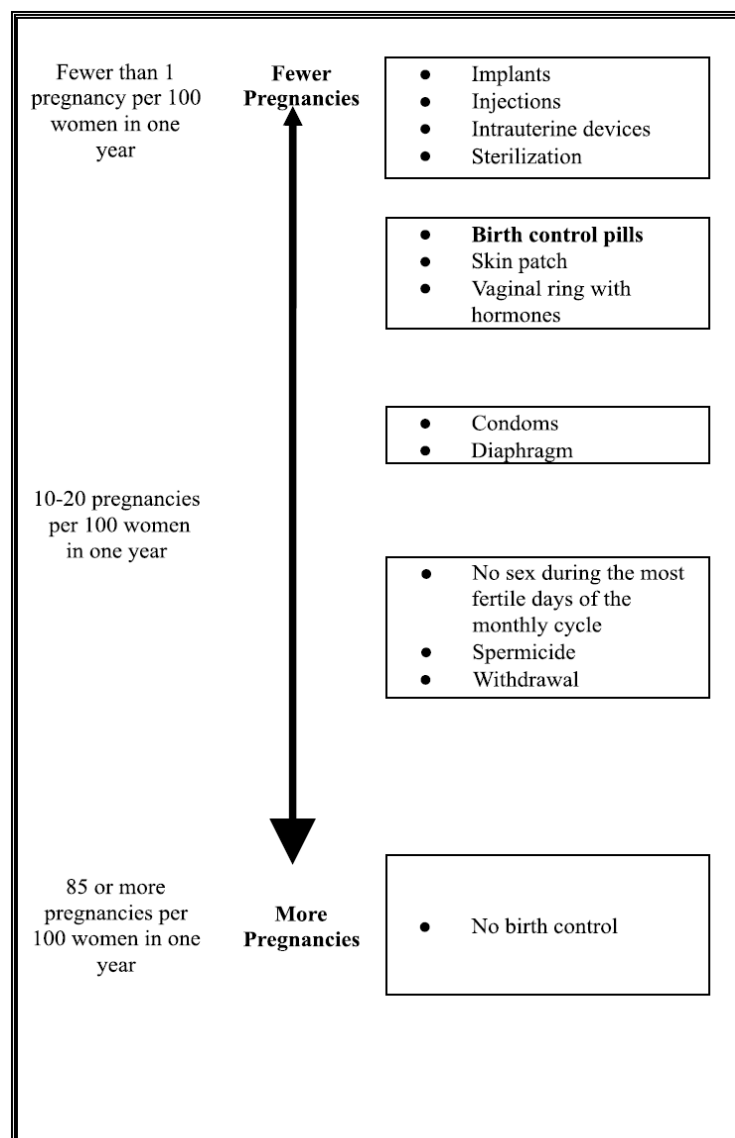 Fewer than 1
pregnancy per 100
women in one
year
Fewer
Pregnancies
● Implants
● Injections
● Intrauterine devices
● Sterilization
● Birth control pills
● Skin patch
● Vaginal ring with
hormones
● Condoms
● Diaphragm
10-20 pregnancies
per 100 women
in one year
● No sex during the most
fertile days of the
monthly cycle
● Spermicide
● Withdrawal
85 or more
pregnancies per
100 women in one
year
More
Pregnancies
● No birth control